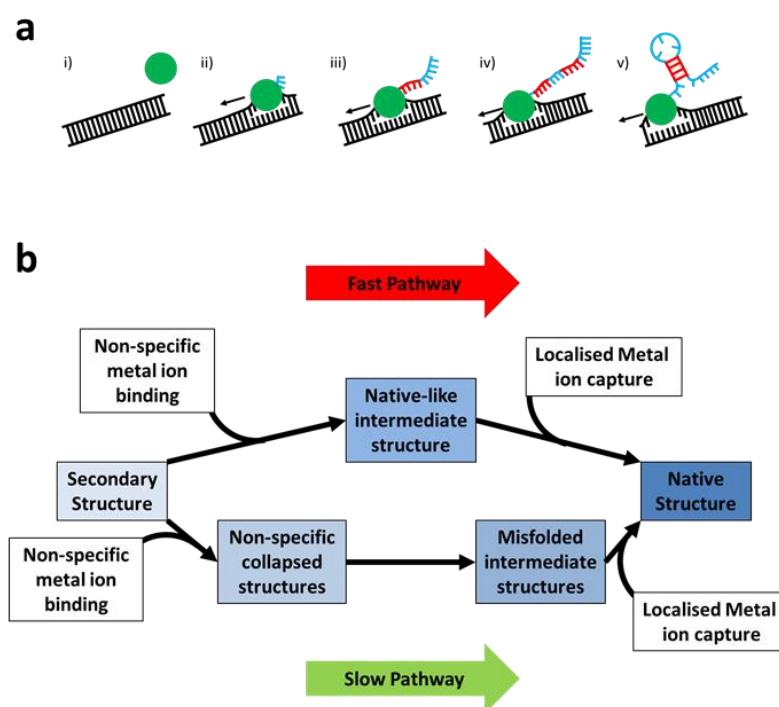 a
i)
ii)
iii)
iv)
v)
b
Fast Pathway
Non-specific
metal ion
binding
Localised Metal
ion capture
Native-like
intermediate
structure
Secondary
Structure
Native
Structure
Non-specific
metal ion
binding
Non-specific
collapsed
structures
Misfolded
intermediate
structures
Localised Metal
ion capture
Slow Pathway